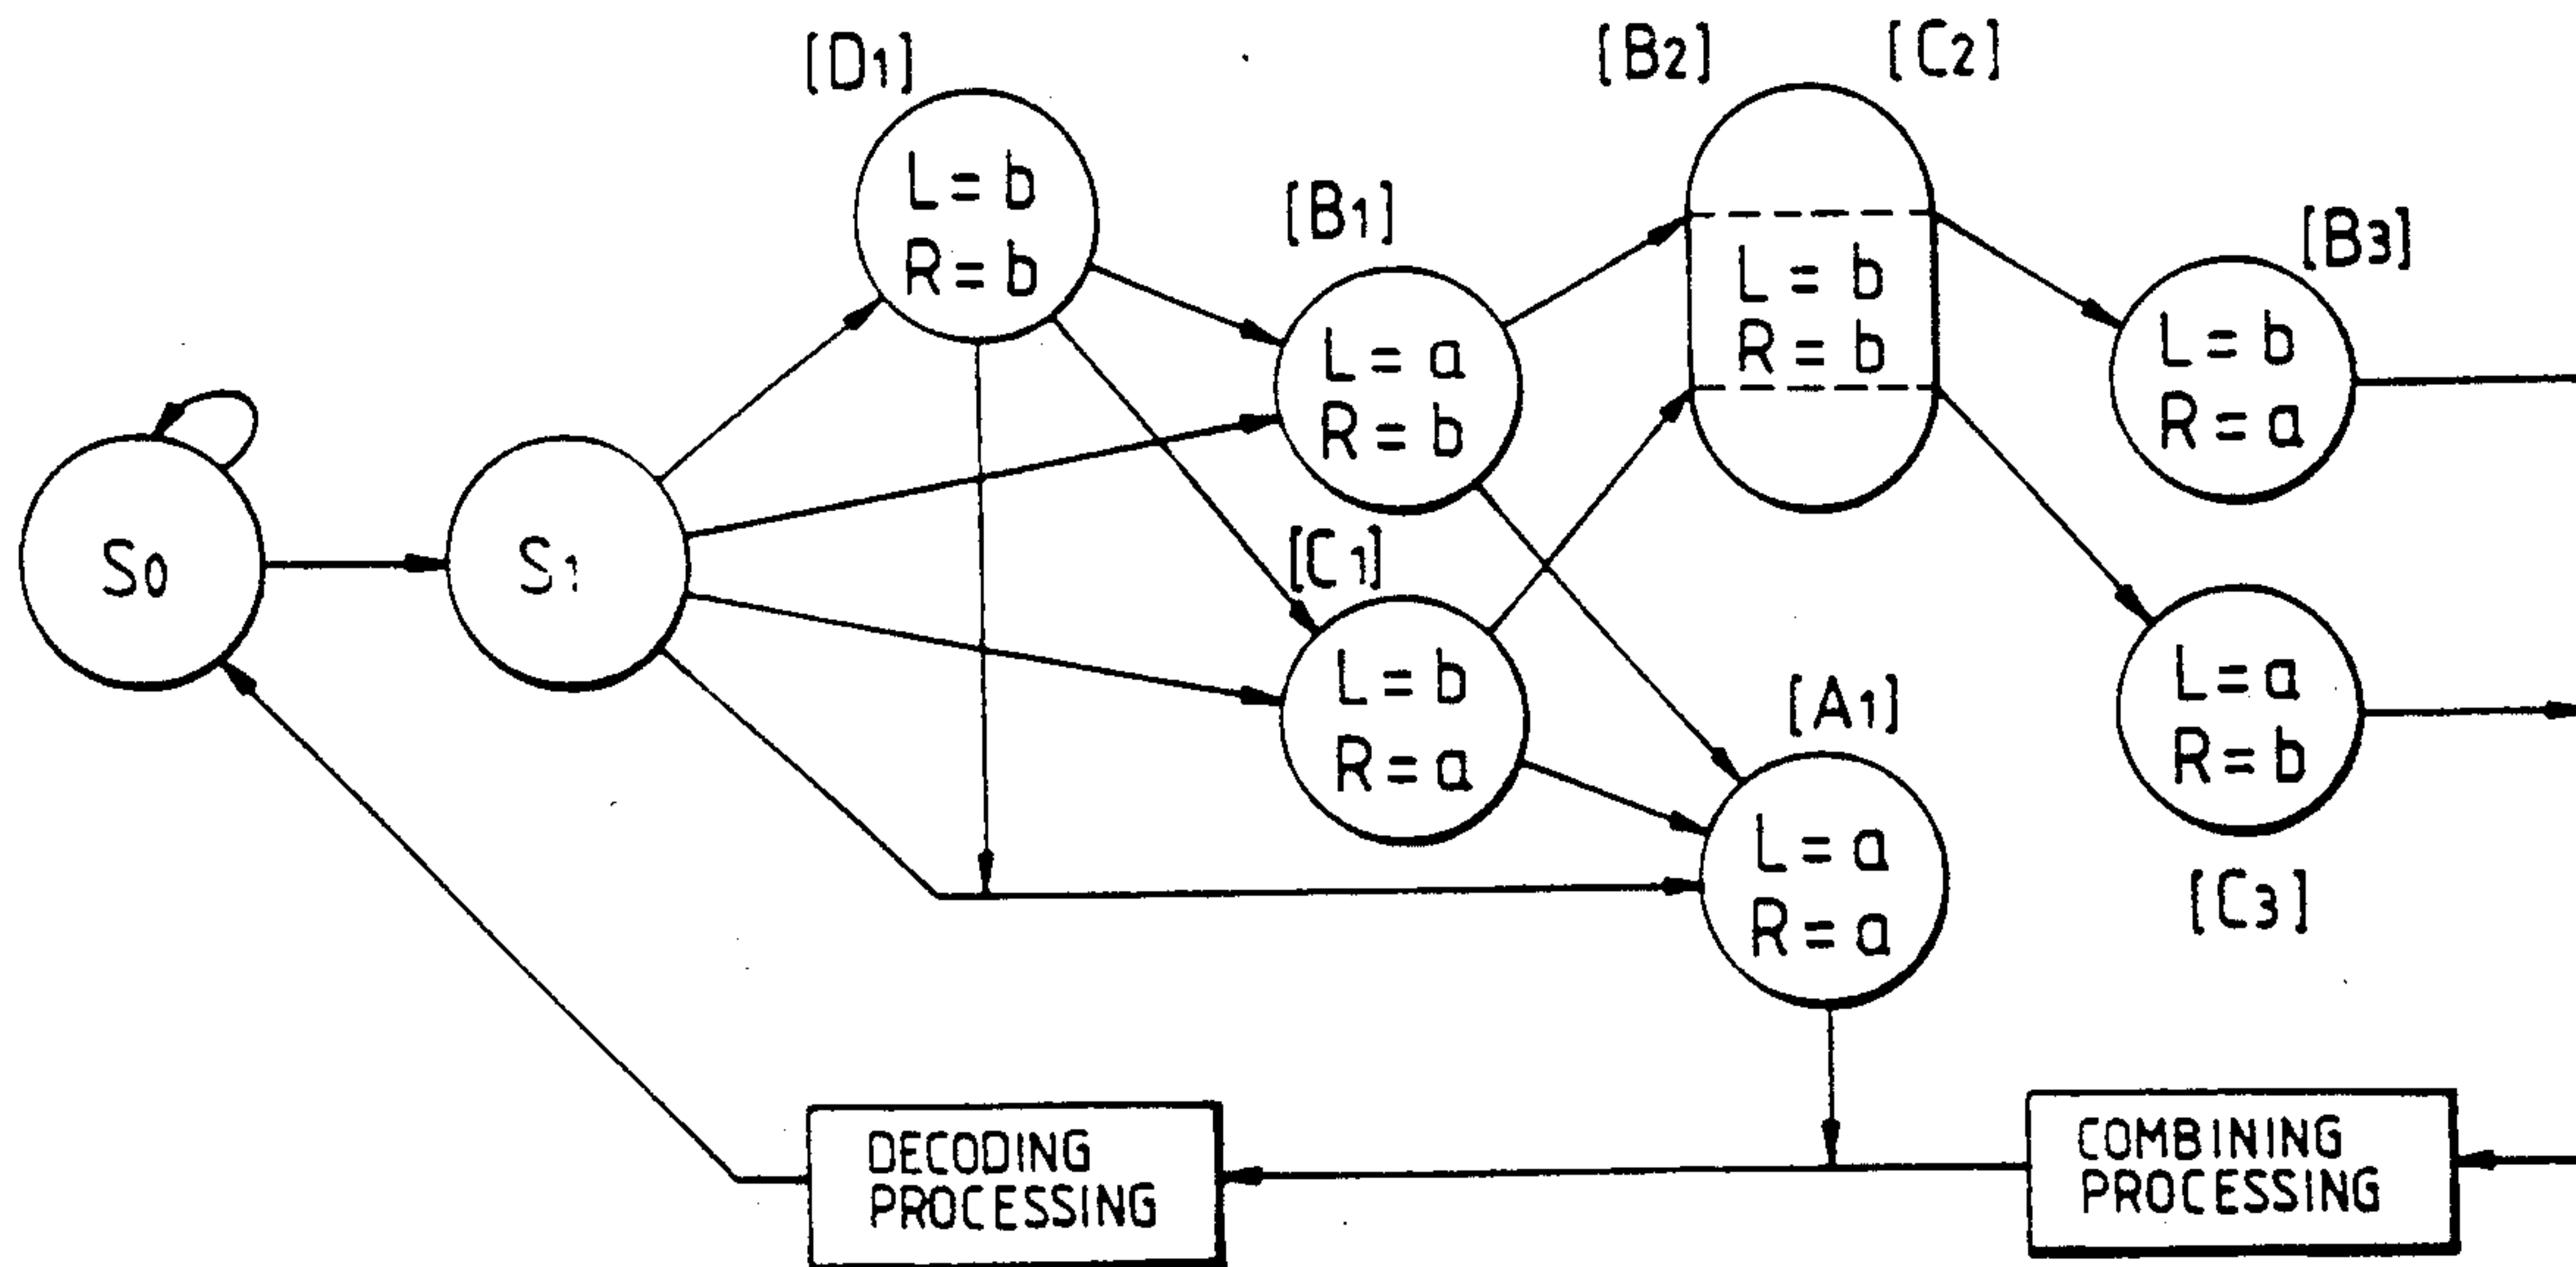 [D1]
[B2]
[C2]
L = b
R = b
[B1]
L = b
R = b
[B3]
L = a
R = b
L = b
R = a
S0
S1
[C1]
L = b
R = a
[A1]
L = a
R = b
L = a
R = a
[C3]
DECODING
PROCESSING
COMBINING
PROCESSING